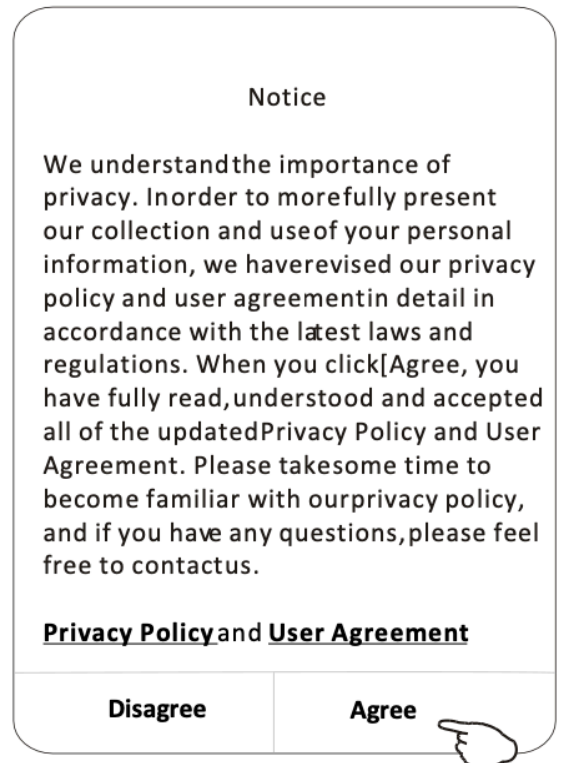 Notice
We understandthe importance of
privacy. Inorder to morefully present
our collection and useof your personal
information, we haverevised our privacy
policy and user agreementin detail in
accordance with the latest laws and
regulations. When you click[Agree, you
have fully read,understood and accepted
all of the updatedPrivacy Policy and User
Agreement. Please takesome time to
become familiar with ourprivacy policy,
and if you have any questions,please feel
free to contactus.
Privacy Policy and User Agreement
Disagree Agree